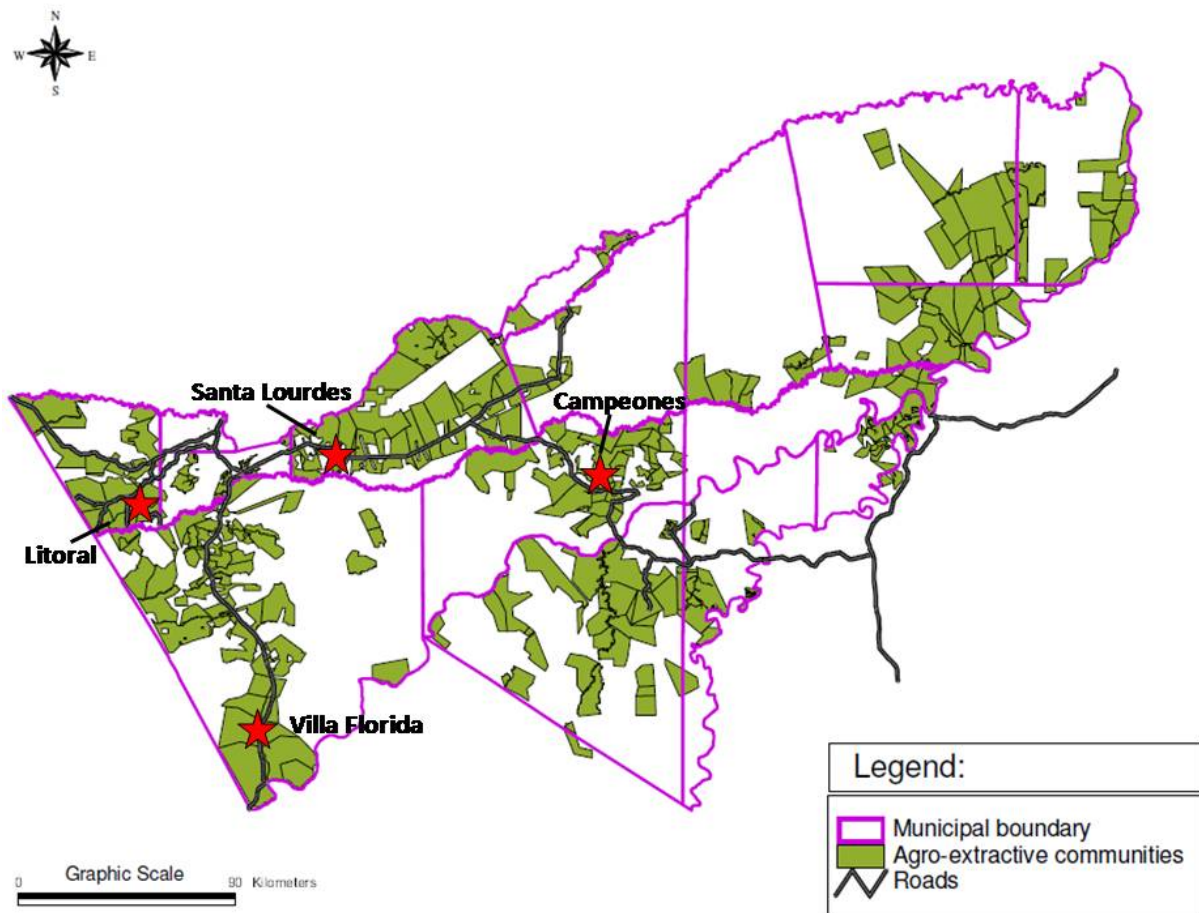 N
W E
S
Santa Lourdes
Campeones
Litoral
Villa Florida
Legend:
Municipal boundary
Agro-extractive communities
Roads
Graphic Scale
0 90 Kilometers